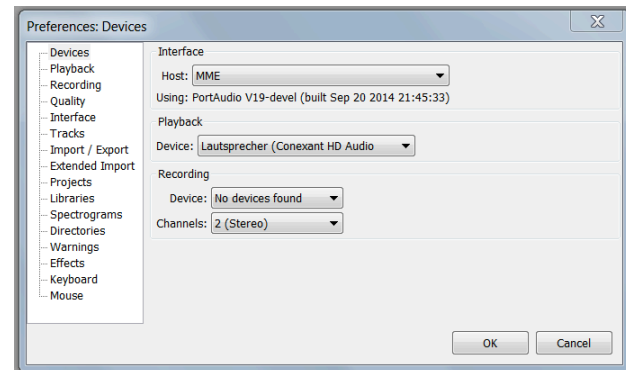 Preferences: Devices
Devices
Playback
Recording
Quality
Interface
Tracks
Import / Export
Extended Import
Projects
Libraries
Spectrograms
Directories
Warnings
Effects
Keyboard
Mouse
Interface
Host: MME
Using: PortAudio V19-devel (built Sep 20 2014 21:45:33)
Playback
Device: Lautsprecher (Conexant HD Audio
Recording
Device: No devices found
Channels: 2 (Stereo)
OK Cancel